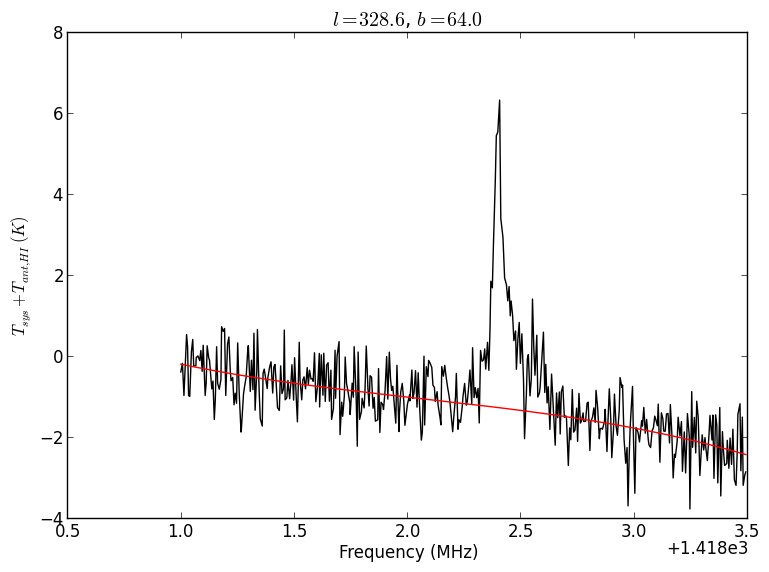 l = 328.6, b = 64.0
8
6
4
2
0
−2
−4
T_sys + T_ant,HI (K)
0.5 1.0 1.5 2.0 2.5 3.0 3.5
Frequency (MHz)
+1.418e3